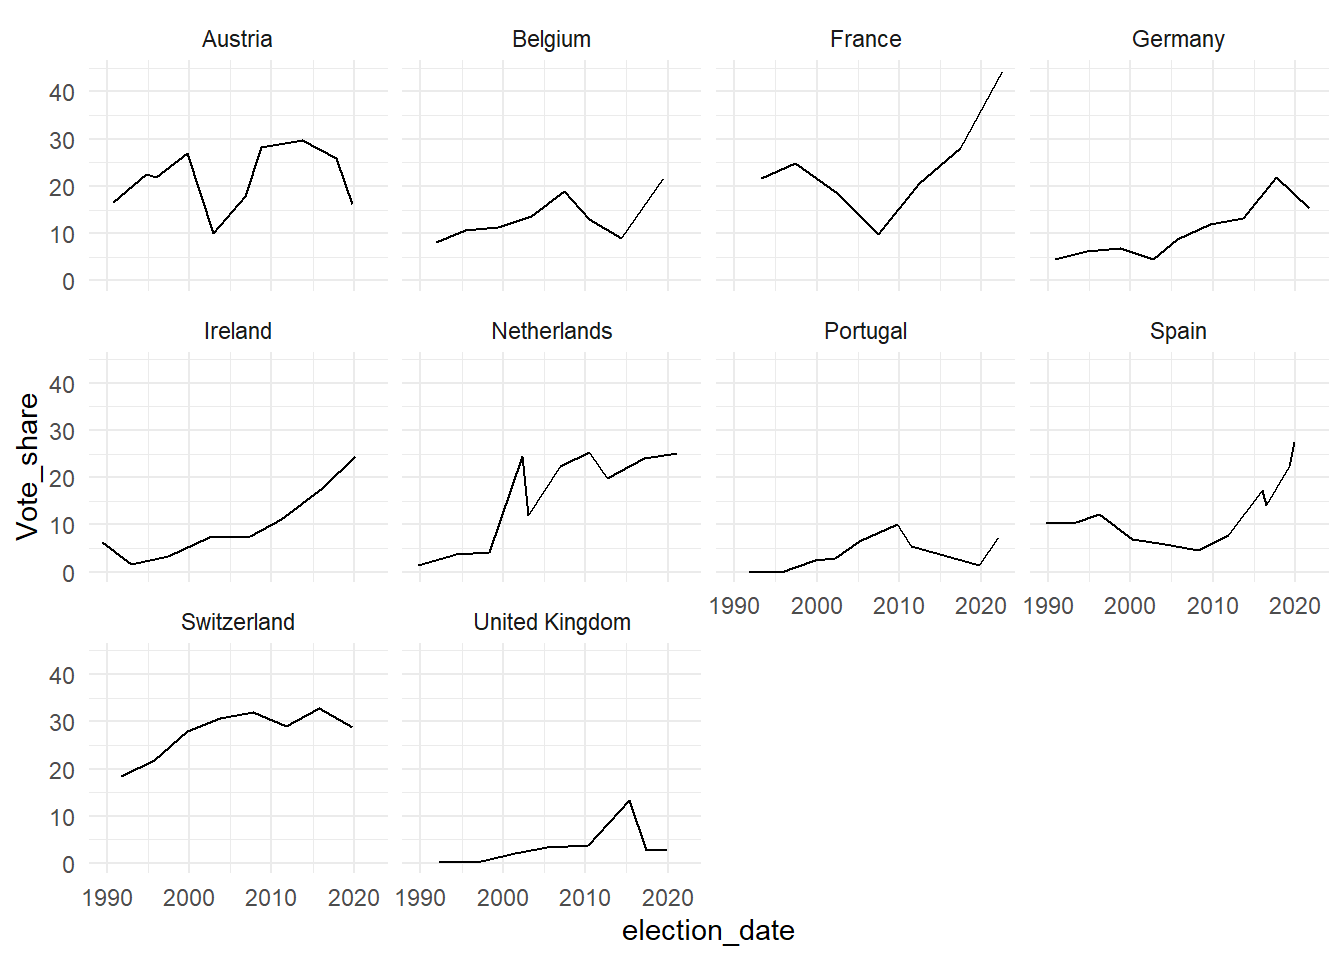 Austria Belgium France Germany
40
30
20
10
0
Ireland Netherlands Portugal Spain
40
30
20
10
0
1990 2000 2010 2020 1990 2000 2010 2020
Switzerland United Kingdom
40
30
20
10
0
1990 2000 2010 2020 1990 2000 2010 2020
Vote_share
election_date